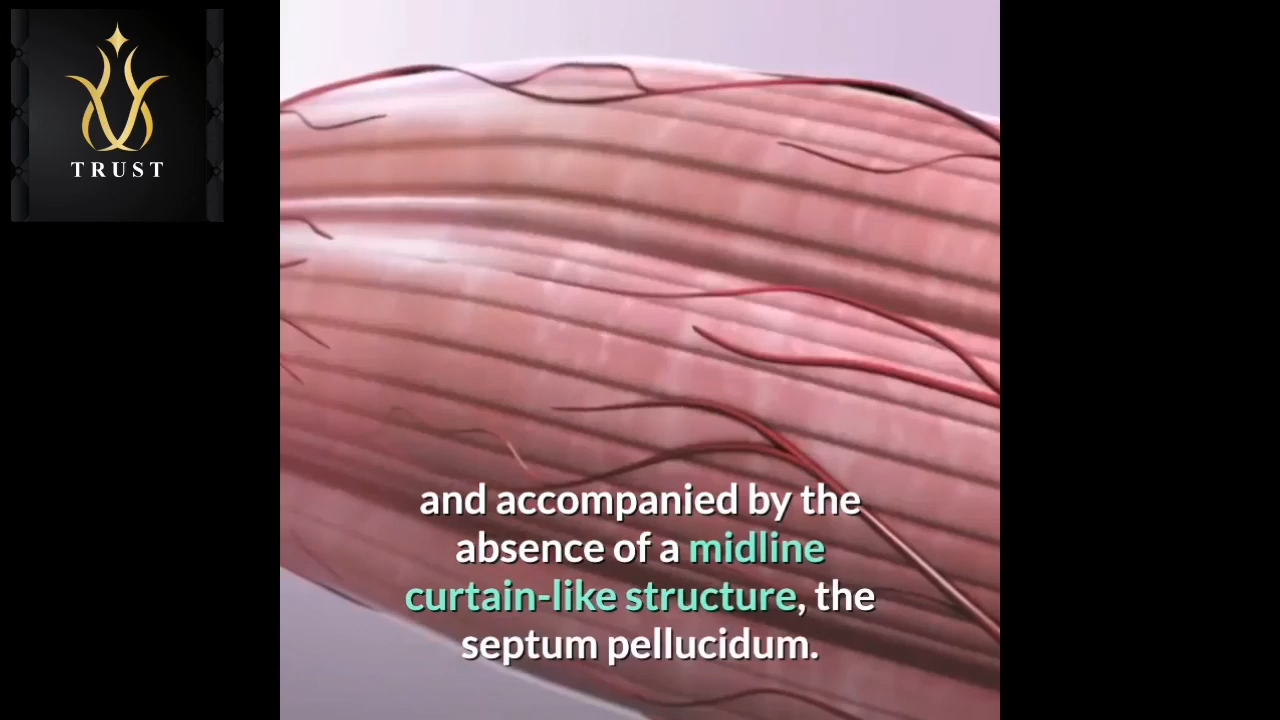 TRUST
and accompanied by the
absence of a midline
curtain-like structure, the
septum pellucidum.